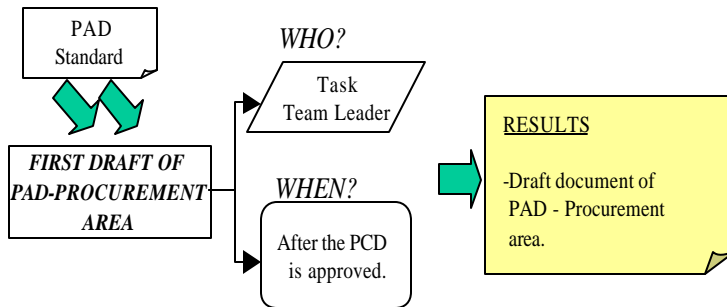 PAD
Standard
WHO?
Task
Team Leader
FIRST DRAFT OF
PAD-PROCUREMENT
AREA
WHEN?
After the PCD
is approved.
RESULTS
-Draft document of
PAD - Procurement
area.